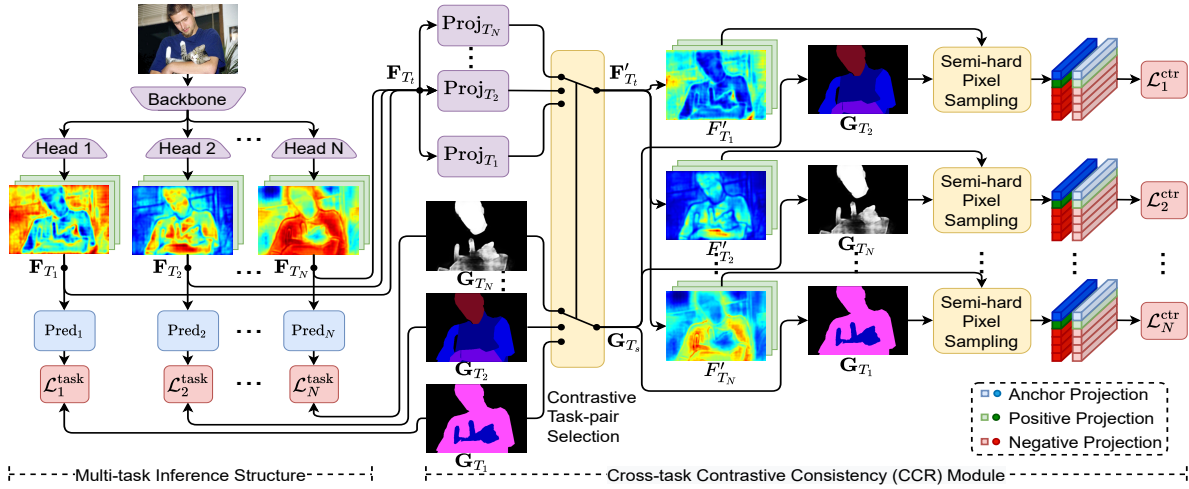 Backbone
Head 1
Head 2
...
Head N
F_{T_1}
F_{T_2}
...
F_{T_N}
Pred_1
Pred_2
...
Pred_N
L_1^{task}
L_2^{task}
...
L_N^{task}
Multi-task Inference Structure
F_{T_t}
Proj_{T_N}
Proj_{T_2}
Proj_{T_1}
G_{T_N}
G_{T_2}
G_{T_1}
Contrastive
Task-pair
Selection
F'_{T_t}
G_{T_s}
F'_{T_1}
G_{T_2}
Semi-hard
Pixel
Sampling
L_1^{ctr}
F'_{T_2}
G_{T_N}
Semi-hard
Pixel
Sampling
L_2^{ctr}
F'_{T_N}
G_{T_1}
Semi-hard
Pixel
Sampling
L_N^{ctr}
Anchor Projection
Positive Projection
Negative Projection
Cross-task Contrastive Consistency (CCR) Module